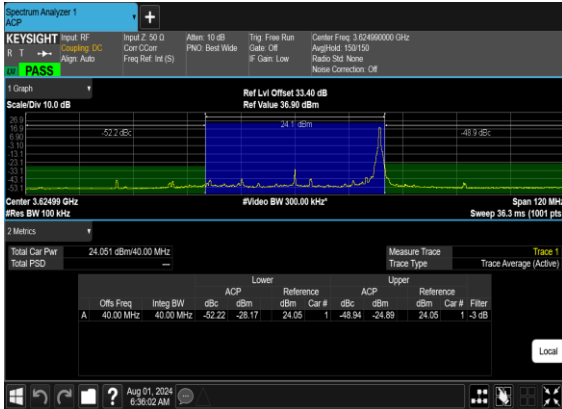 Spectrum Analyzer 1
ACP
+
KEYSIGHT
R T
PASS
Input: RF
Coupling: DC
Align: Auto
Input Z: 50 Ω
Corr CCorr
Freq Ref: Int (S)
Atten: 10 dB
PNO: Best Wide
Trig: Free Run
Gate: Off
IF Gain: Low
Center Freq: 3.624990000 GHz
Avg|Hold: 150/150
Radio Std: None
Noise Correction: Off
1 Graph
Scale/Div 10.0 dB
Ref Lvl Offset 33.40 dB
Ref Value 36.90 dBm
26.9
16.9
6.90
-3.10
-13.1
-23.1
-33.1
-43.1
-53.1
-52.2 dBc
24.1 dBm
-48.9 dBc
Center 3.62499 GHz
#Video BW 300.00 kHz*
Span 120 MHz
#Res BW 100 kHz
Sweep 36.3 ms (1001 pts
2 Metrics
Total Car Pwr 24.051 dBm/40.00 MHz
Total PSD ---
Measure Trace Trace 1
Trace Type Trace Average (Active)
Lower Upper
ACP Reference ACP Reference
Offs Freq Integ BW dBc dBm dBm Car # dBc dBm dBm Car # Filter
A 40.00 MHz 40.00 MHz -52.22 -28.17 24.05 1 -48.94 -24.89 24.05 1 -3 dB
Local
?
Aug 01, 2024
6:36:02 AM